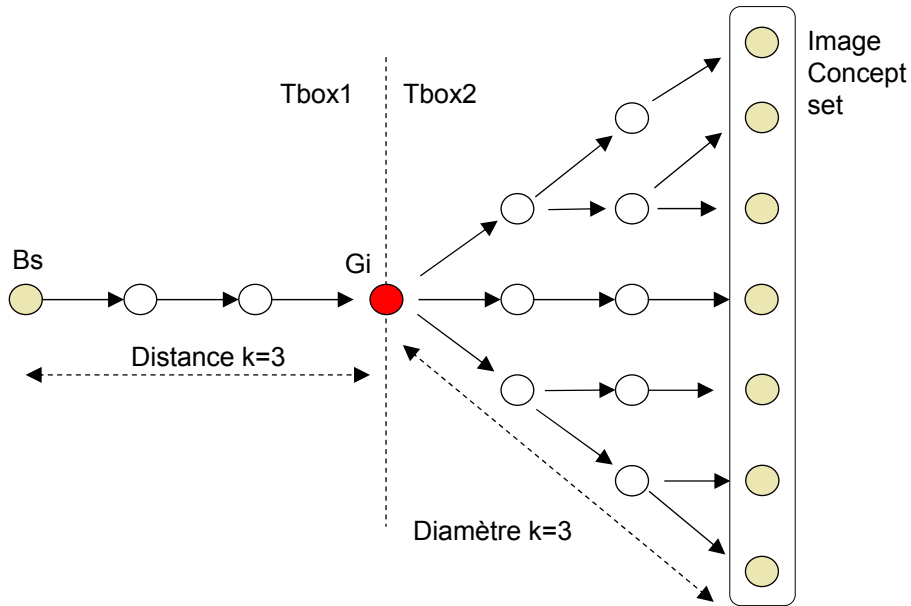 Tbox1
Tbox2
Image
Concept
set
Bs
Gi
Distance k=3
Diamètre k=3